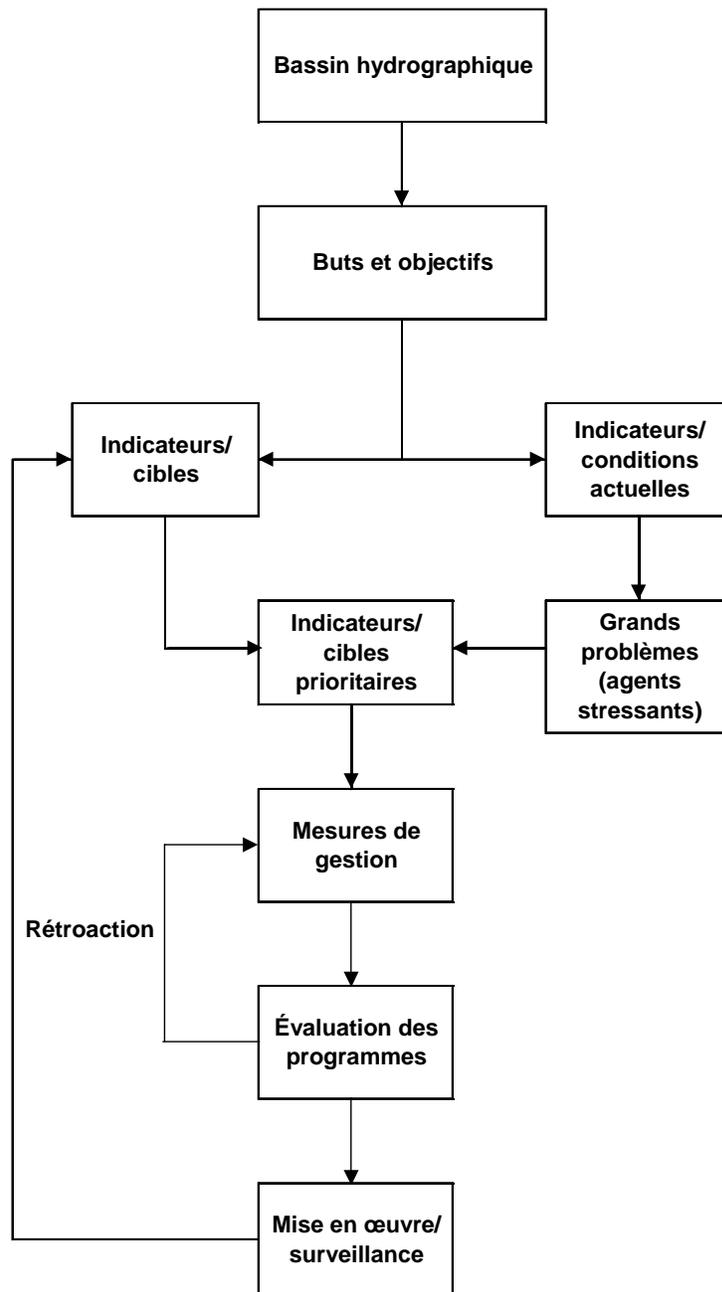 Bassin hydrographique
Buts et objectifs
Indicateurs/
cibles
Indicateurs/
conditions
actuelles
Indicateurs/
cibles
prioritaires
Grands
problèmes
(agents
stressants)
Mesures de
gestion
Rétroaction
Évaluation des
programmes
Mise en œuvre/
surveillance